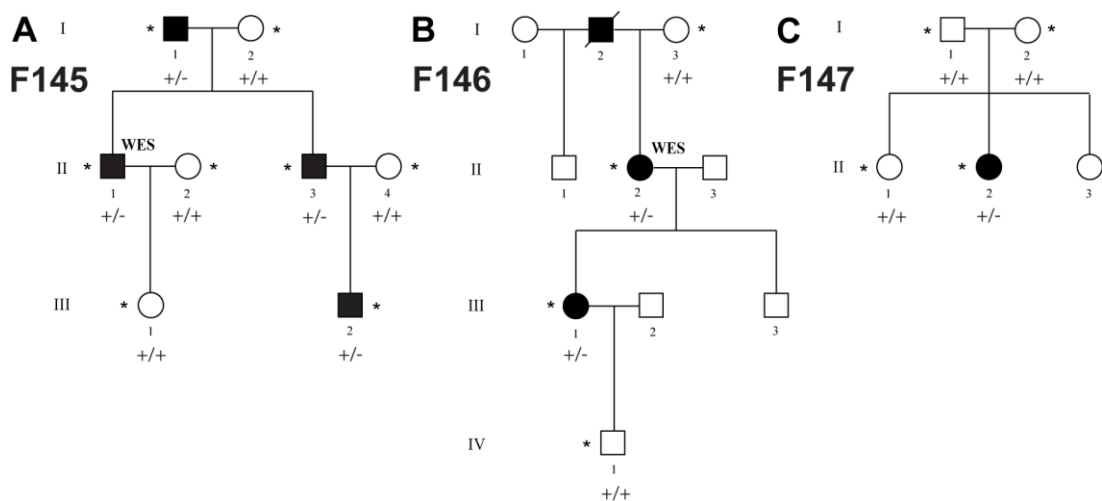 A I * * B I * C I * *
1 2 1 2 3 1 2
F145 +/- +/+ F146 +/+ F147 +/+ +/+
WES WES
II * * * * II * II * *
1 2 3 4 1 2 3 1 2 3
+/- +/+ +/- +/+ +/- +/+ +/-
III * * III *
1 2 1 2 3
+/+ +/- +/-
IV *
1
+/+